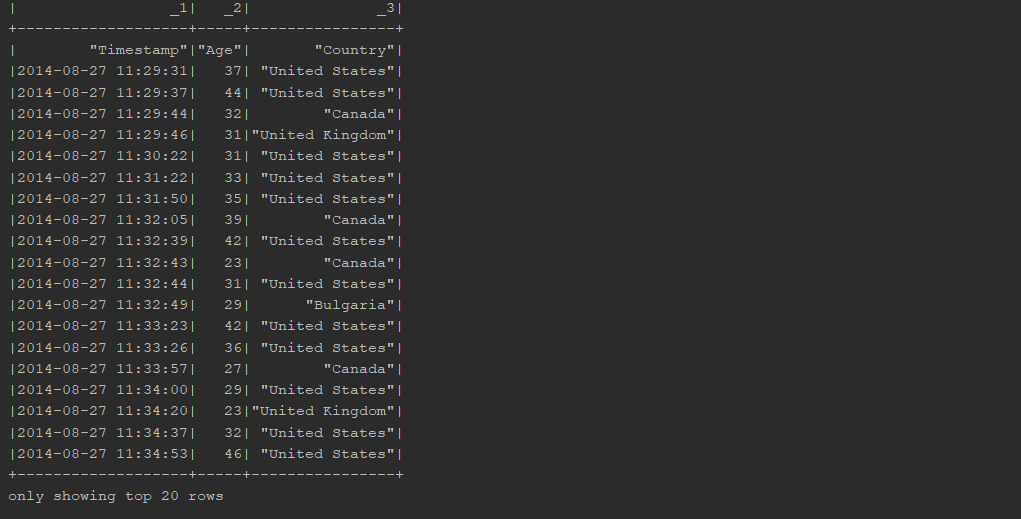 |                 _1|   _2|              _3|
+-------------------+-----+----------------+
|        "Timestamp"|"Age"|       "Country"|
|2014-08-27 11:29:31|   37| "United States"|
|2014-08-27 11:29:37|   44| "United States"|
|2014-08-27 11:29:44|   32|        "Canada"|
|2014-08-27 11:29:46|   31|"United Kingdom"|
|2014-08-27 11:30:22|   31| "United States"|
|2014-08-27 11:31:22|   33| "United States"|
|2014-08-27 11:31:50|   35| "United States"|
|2014-08-27 11:32:05|   39|        "Canada"|
|2014-08-27 11:32:39|   42| "United States"|
|2014-08-27 11:32:43|   23|        "Canada"|
|2014-08-27 11:32:44|   31| "United States"|
|2014-08-27 11:32:49|   29|      "Bulgaria"|
|2014-08-27 11:33:23|   42| "United States"|
|2014-08-27 11:33:26|   36| "United States"|
|2014-08-27 11:33:57|   27|        "Canada"|
|2014-08-27 11:34:00|   29| "United States"|
|2014-08-27 11:34:20|   23|"United Kingdom"|
|2014-08-27 11:34:37|   32| "United States"|
|2014-08-27 11:34:53|   46| "United States"|
+-------------------+-----+----------------+
only showing top 20 rows